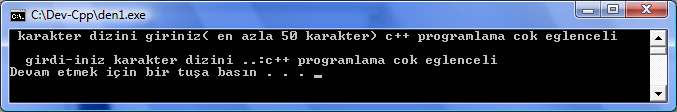 C:\Dev-Cpp\den1.exe
karakter dizini giriniz( en azla 50 karakter) c++ programlama cok eglenceli
girdi-iniz karakter dizini ..:c++ programlama cok eglenceli
Devam etmek için bir tuşa basın . . . _